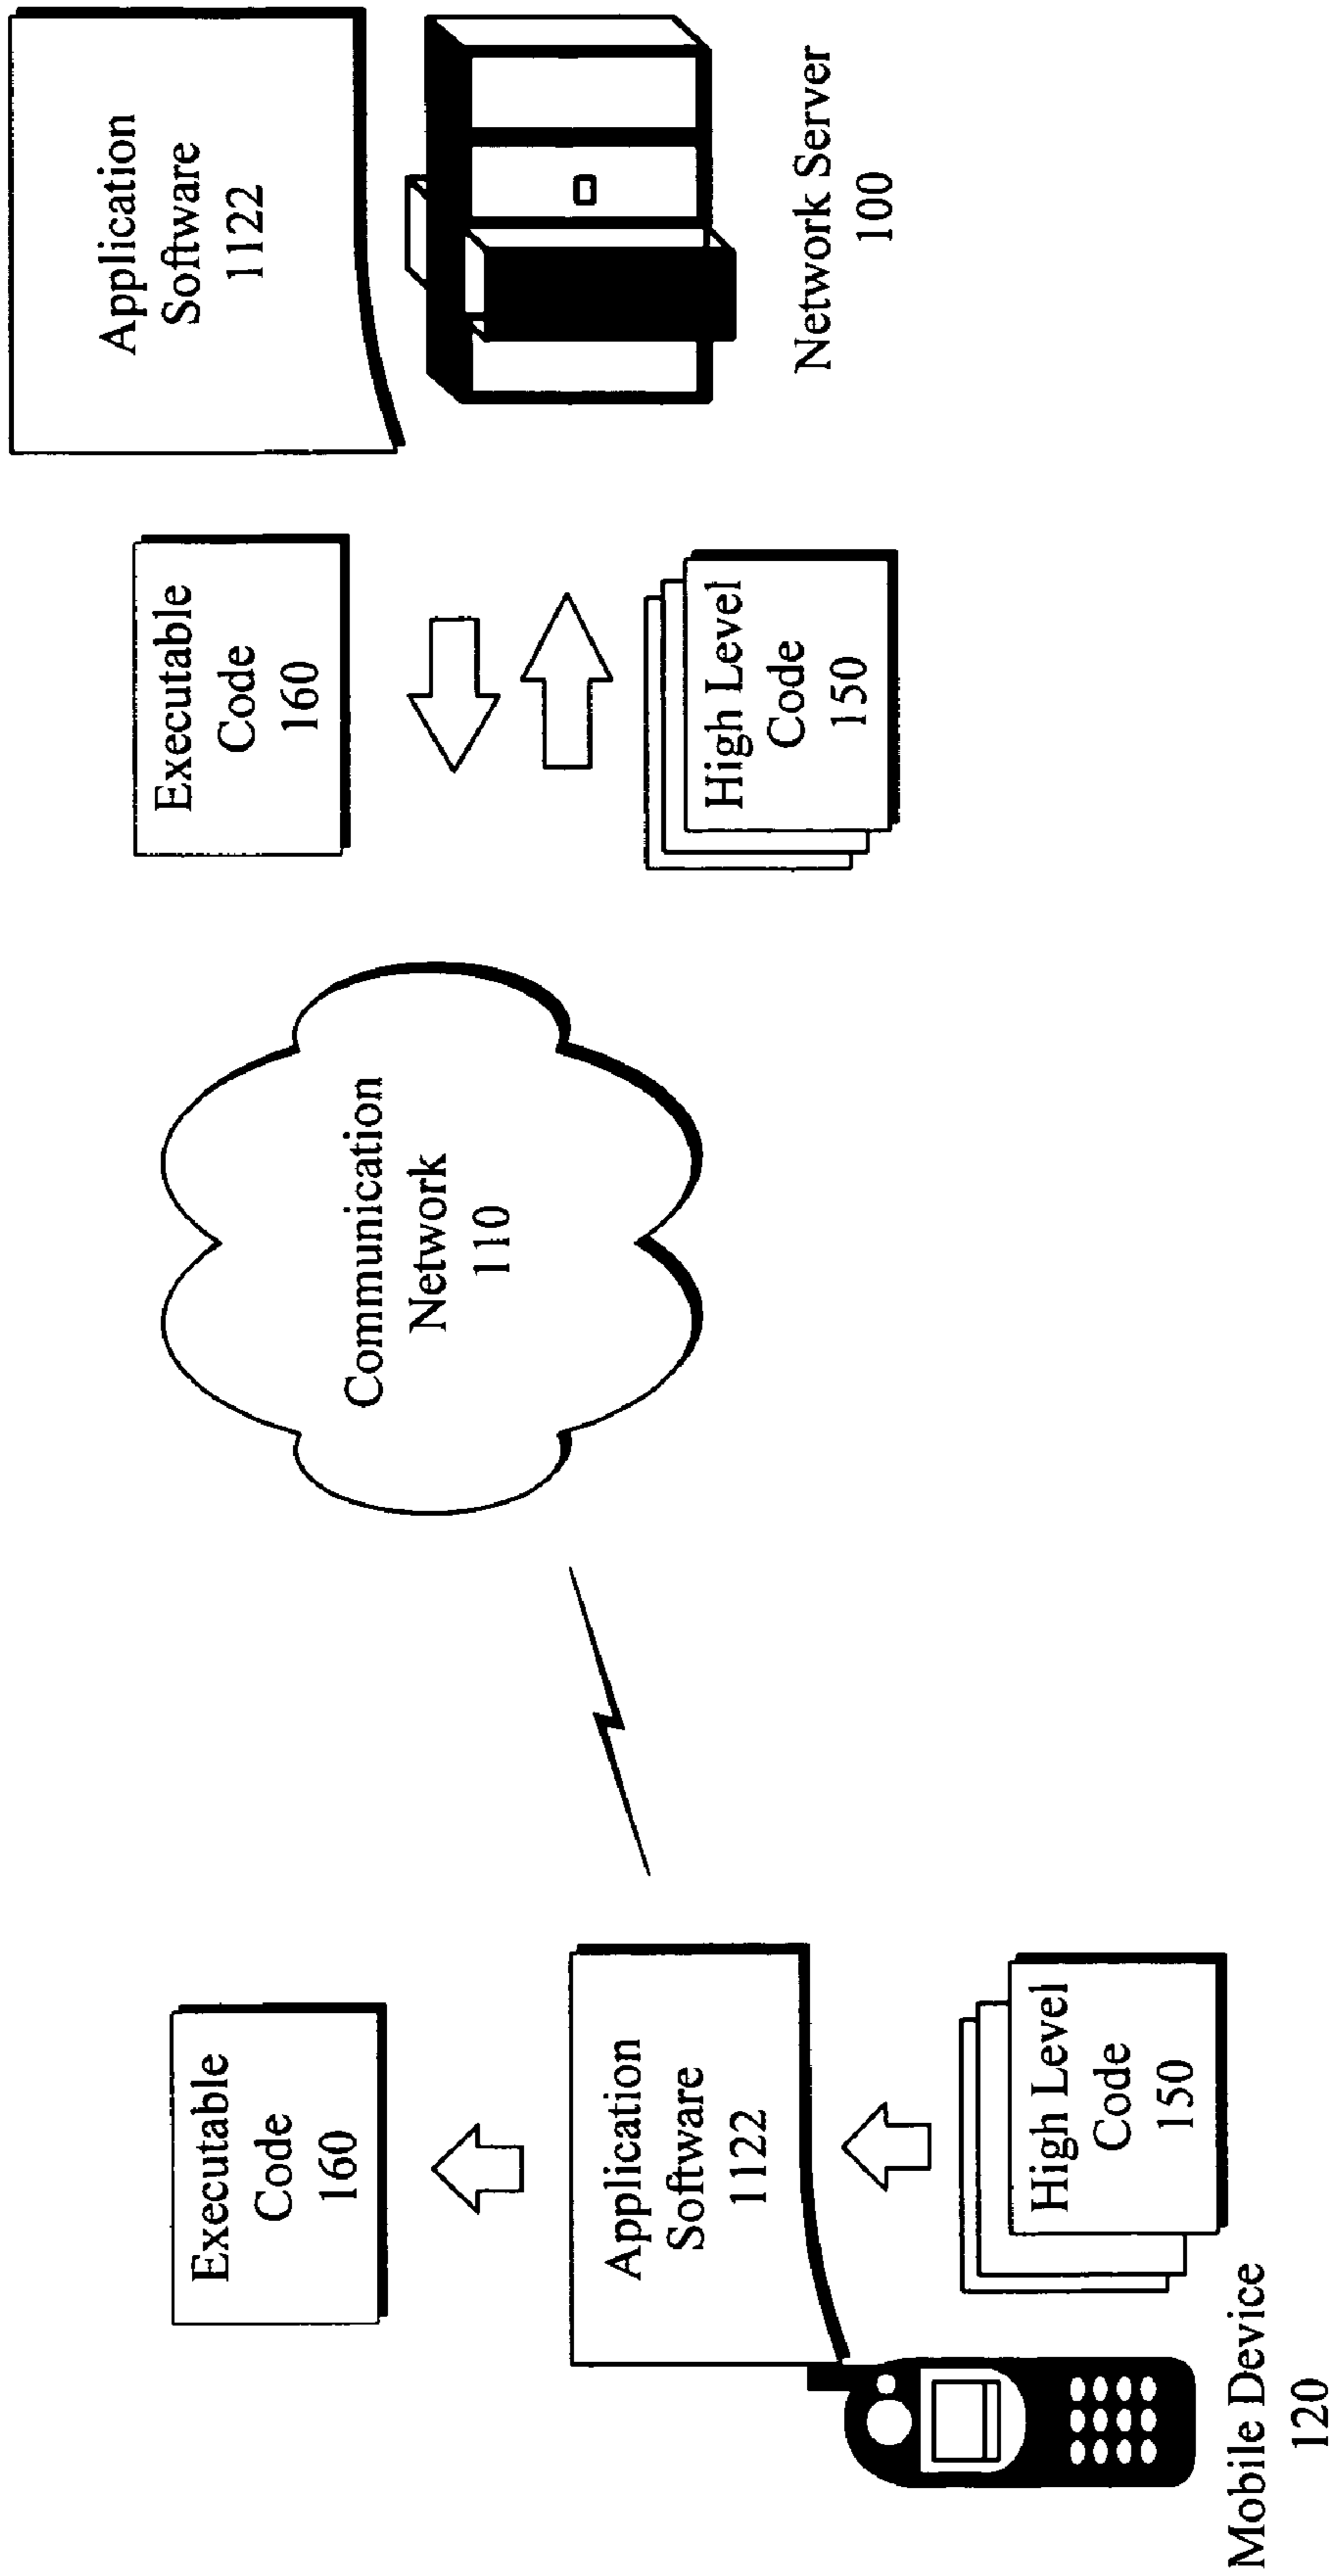 Executable
Code
160
Application
Software
1122
High Level
Code
150
Mobile Device
120
Communication
Network
110
Executable
Code
160
High Level
Code
150
Application
Software
1122
Network Server
100